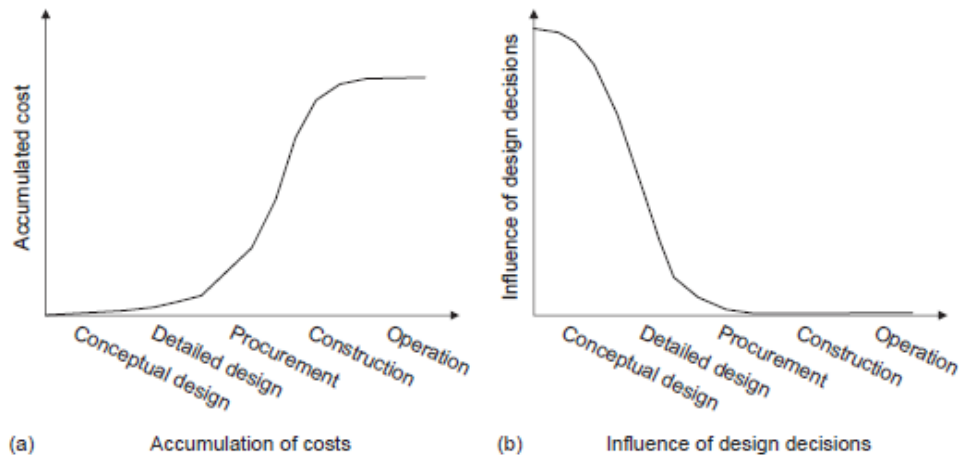 Accumulated cost
Conceptual design
Detailed design
Procurement
Construction
Operation
(a) Accumulation of costs
Influence of design decisions
Conceptual design
Detailed design
Procurement
Construction
Operation
(b) Influence of design decisions